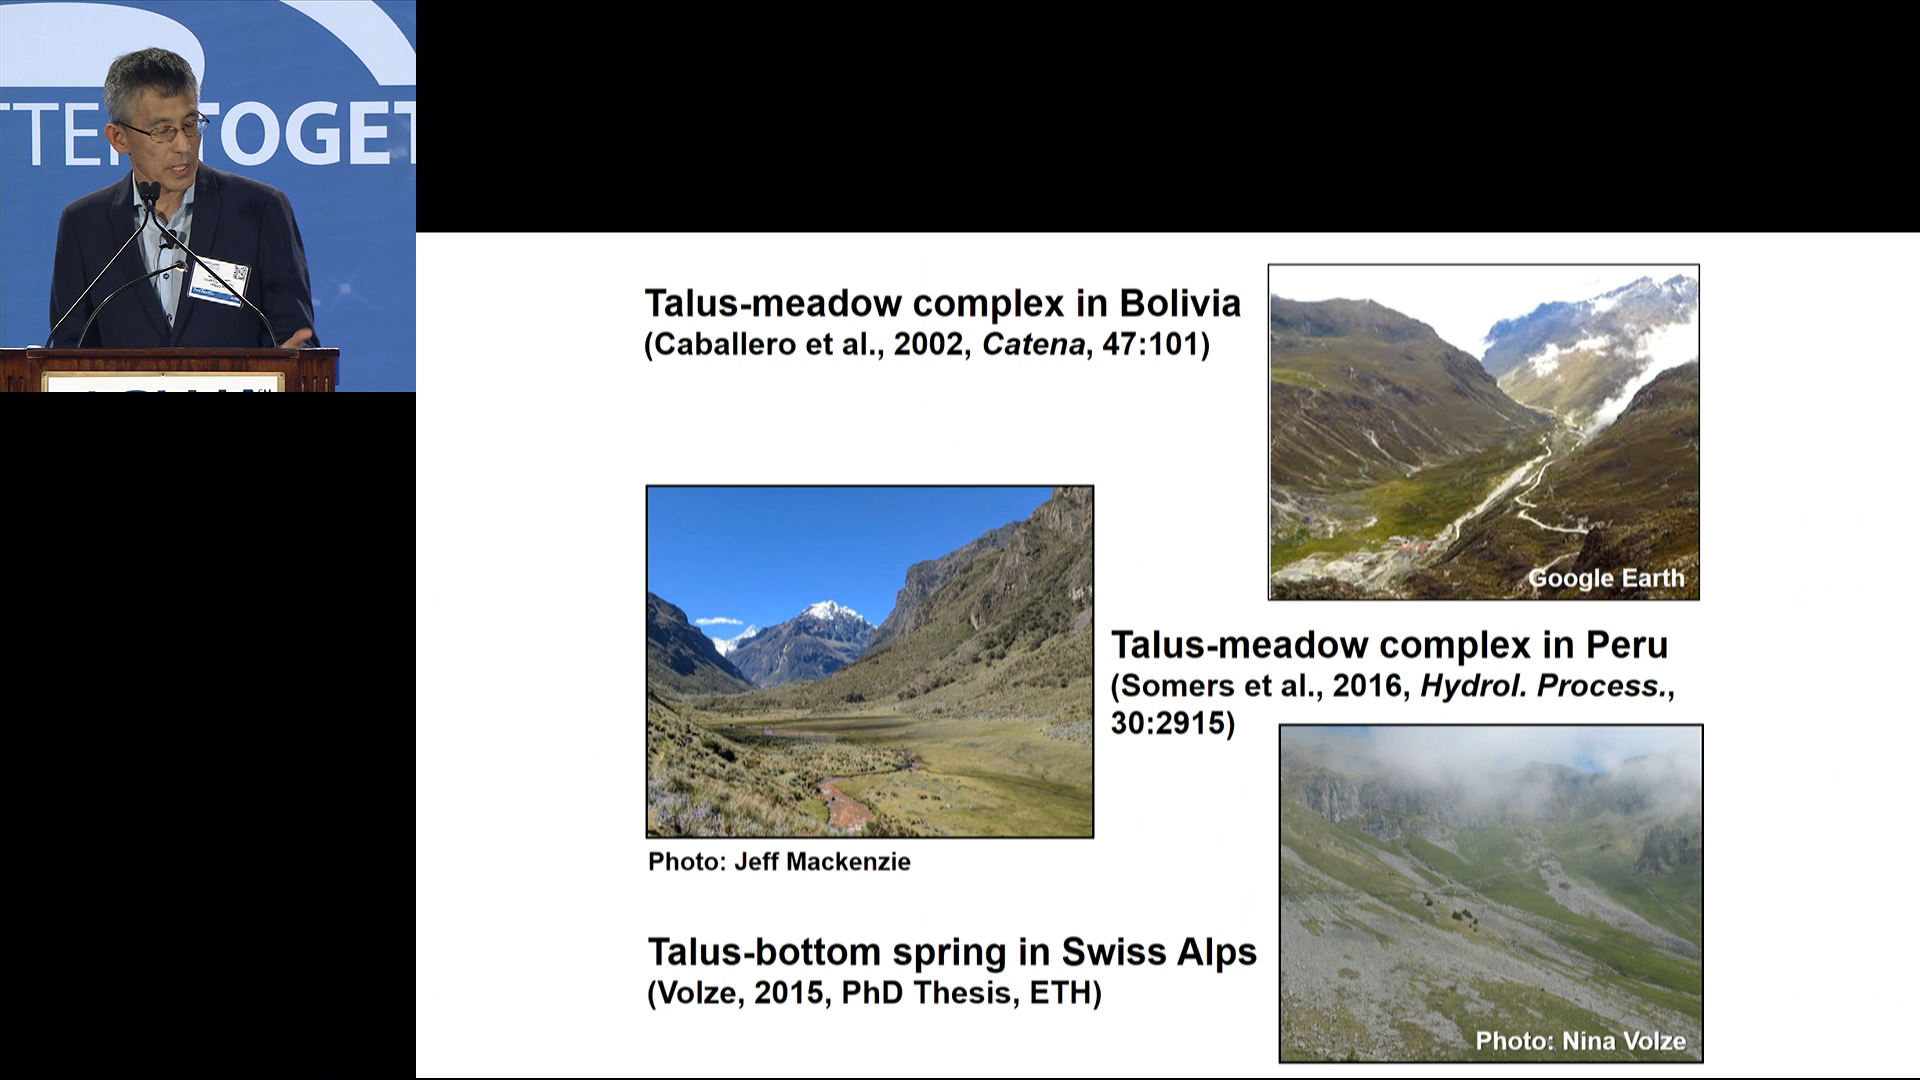 TTER TOGET
Talus-meadow complex in Bolivia
(Caballero et al., 2002, Catena, 47:101)
Google Earth
Talus-meadow complex in Peru
(Somers et al., 2016, Hydrol. Process.,
30:2915)
Photo: Jeff Mackenzie
Talus-bottom spring in Swiss Alps
(Volze, 2015, PhD Thesis, ETH)
Photo: Nina Volze